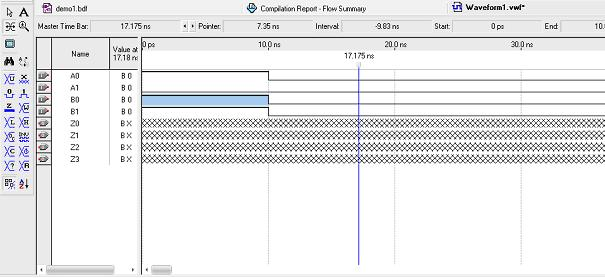 demo1.bdf Compilation Report - Flow Summary Waveform1.vwf*
Master Time Bar: 17.175 ns Pointer: 7.35 ns Interval: -9.83 ns Start: 0 ps End: 10.0
Name Value at 17.18 ns 0 ps 10.0 ns 20.0 ns 30.0 ns
17.175 ns
A0 B 0
A1 B 0
B0 B 0
B1 B 0
Z0 B X
Z1 B X
Z2 B X
Z3 B X